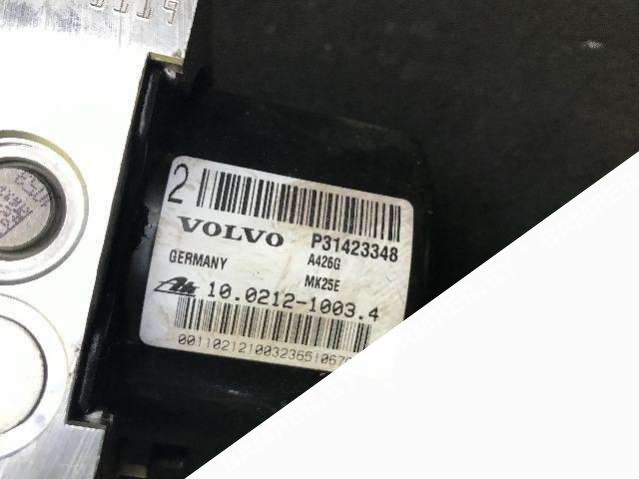 2
VOLVO P31423348
GERMANY A426G
MK25E
10.0212-1003.4